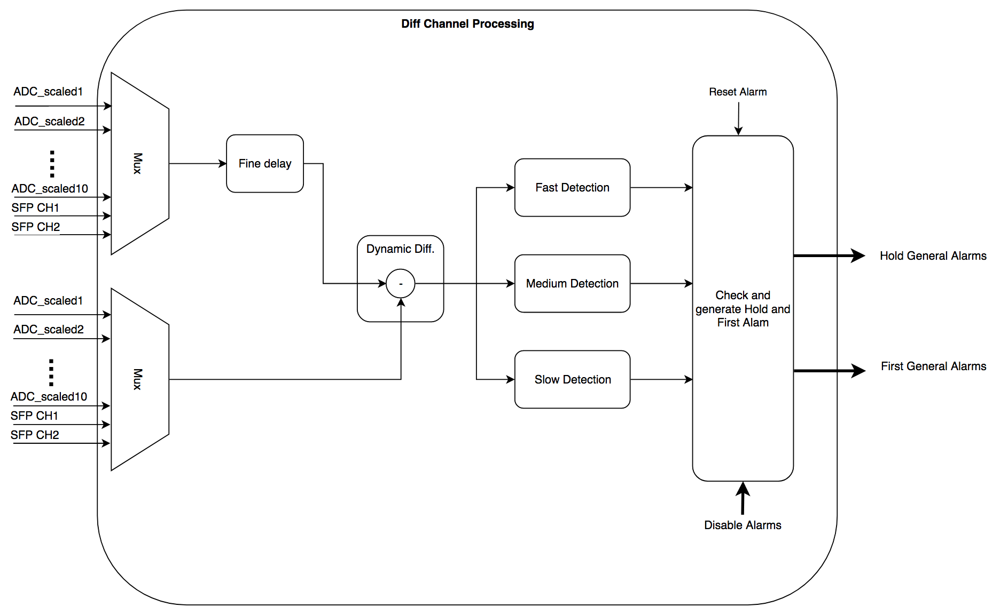 Diff Channel Processing
ADC_scaled1
ADC_scaled2
ADC_scaled10
SFP CH1
SFP CH2
Mux
Fine delay
Dynamic Diff.
-
ADC_scaled1
ADC_scaled2
ADC_scaled10
SFP CH1
SFP CH2
Mux
Fast Detection
Medium Detection
Slow Detection
Reset Alarm
Check and
generate Hold and
First Alam
Disable Alarms
Hold General Alarms
First General Alarms